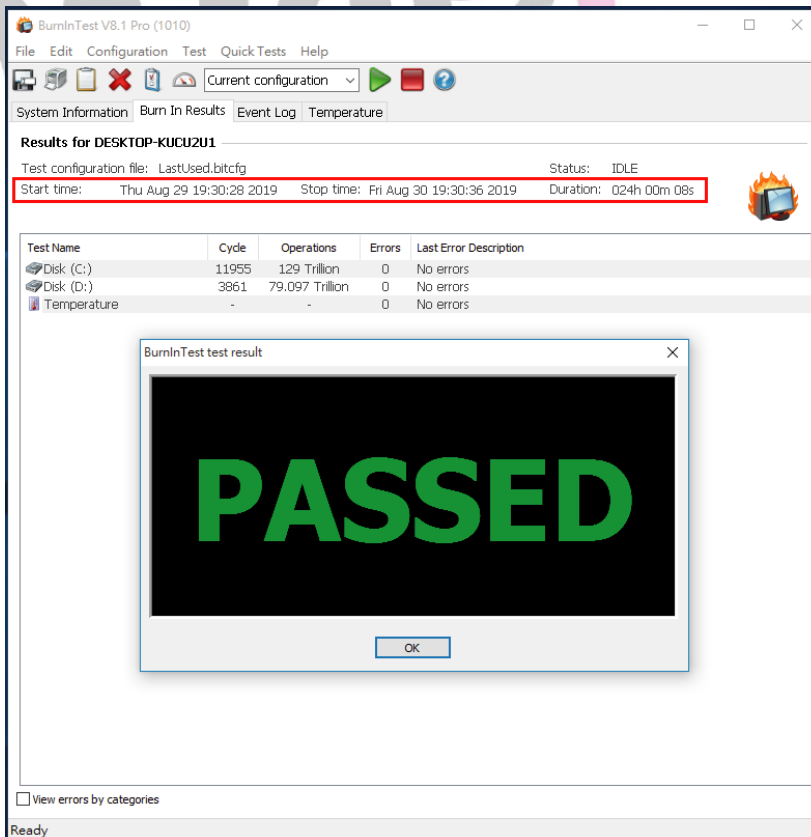 BurnInTest V8.1 Pro (1010)
File Edit Configuration Test Quick Tests Help
Current configuration
System Information Burn In Results Event Log Temperature
Results for DESKTOP-KUCU2U1
Test configuration file: LastUsed.bitcfg Status: IDLE
Start time: Thu Aug 29 19:30:28 2019 Stop time: Fri Aug 30 19:30:36 2019 Duration: 024h 00m 08s
Test Name Cycle Operations Errors Last Error Description
Disk (C:) 11955 129 Trillion 0 No errors
Disk (D:) 3861 79.097 Trillion 0 No errors
Temperature - - 0 No errors
BurnInTest test result
PASSED
OK
View errors by categories
Ready